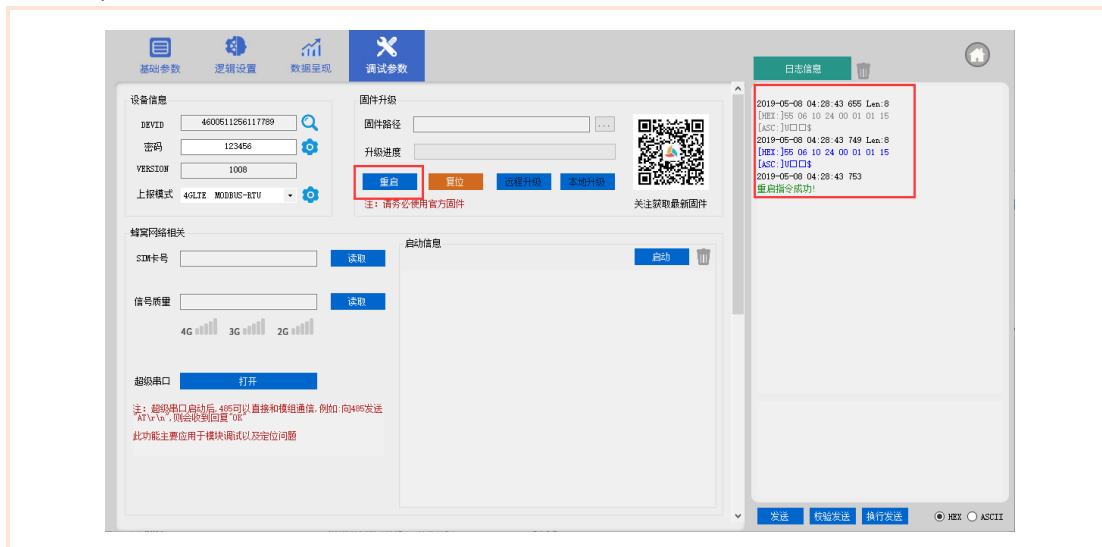 基础参数
逻辑设置
数据呈现
调试参数
设备信息
DEVID 4600511256117789
密码 123456
VERSION 1008
上报模式 4GLTE MODBUS-RTU
固件升级
固件路径 ...
升级进度
重启 复位 远程升级 本地升级
注：请务必使用官方固件
关注获取最新固件
蜂窝网络相关
SIM卡号 读取
信号质量 读取
4G 3G 2G
超级串口 打开
注：超级串口启动后,485可以直接和模组通信,例如:向485发送
"AT\r\n",则会收到回复"OK"
此功能主要应用于模块调试以及定位问题
启动信息
启动
日志信息
2019-05-08 04:28:43 655 Len:8
[HEX:]55 06 10 24 00 01 01 15
[ASC:]U□□$
2019-05-08 04:28:43 749 Len:8
[HEX:]55 06 10 24 00 01 01 15
[ASC:]U□□$
2019-05-08 04:28:43 753
重启指令成功!
发送 校验发送 换行发送 HEX ASCII